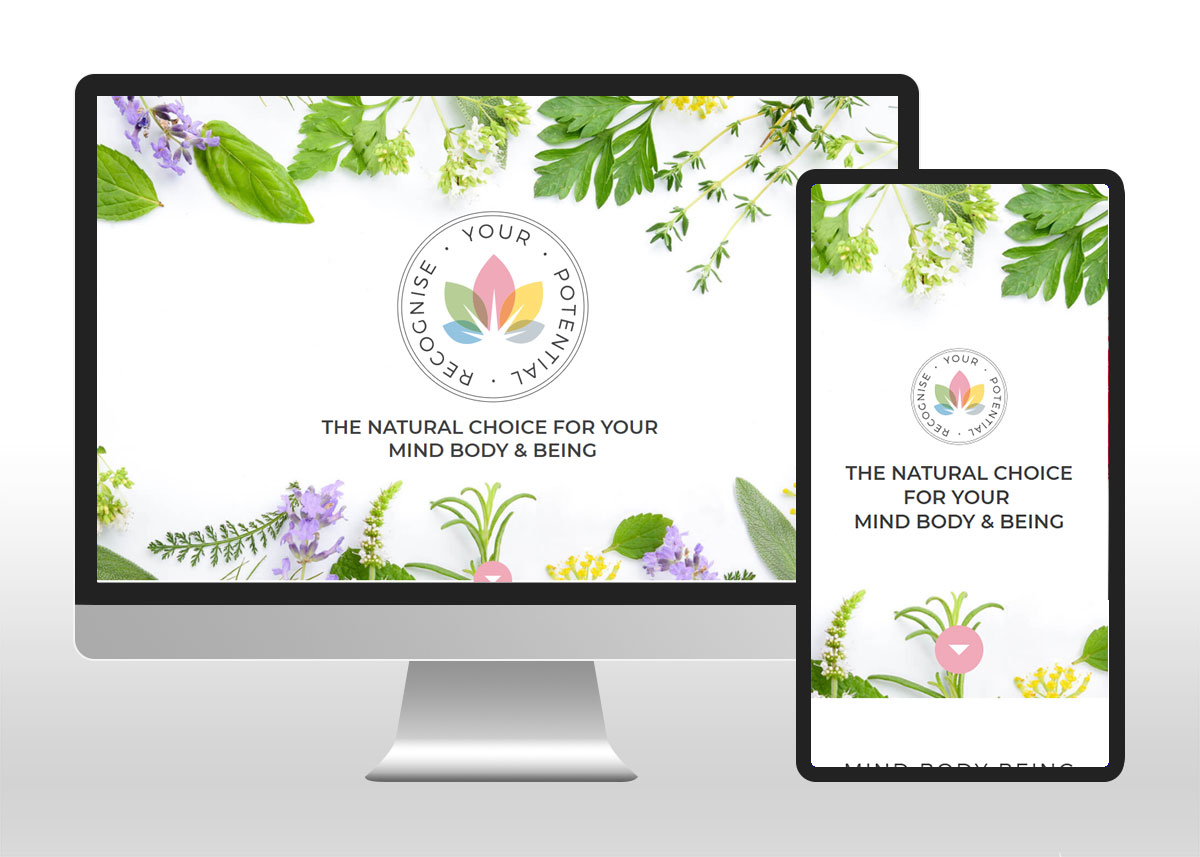 RECOGNISE · YOUR · POTENTIAL ·
THE NATURAL CHOICE FOR YOUR
MIND BODY & BEING
RECOGNISE · YOUR · POTENTIAL ·
THE NATURAL CHOICE
FOR YOUR
MIND BODY & BEING
MIND BODY BEING